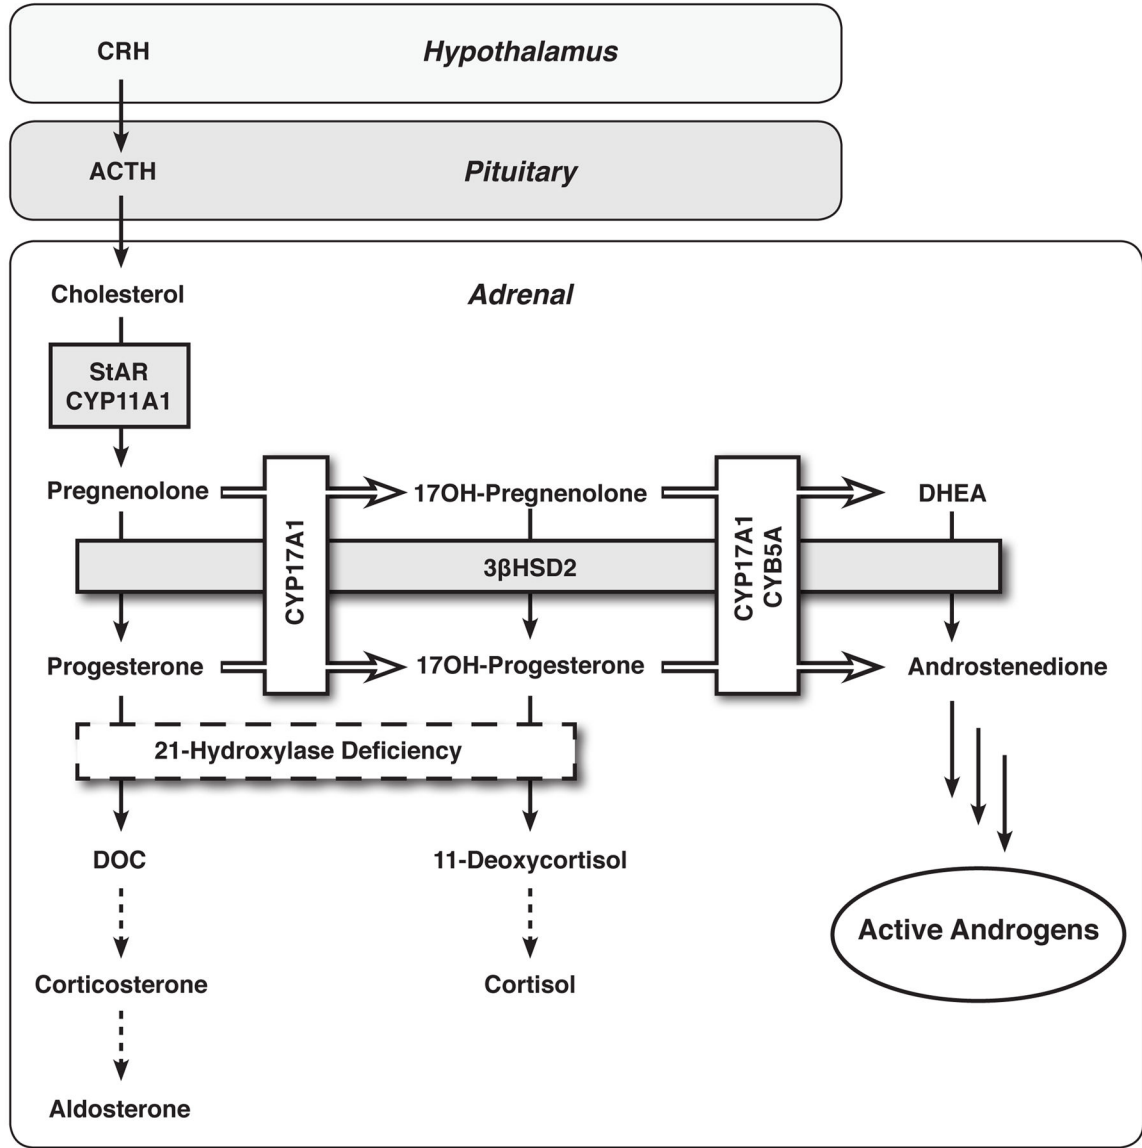 CRH
Hypothalamus
ACTH
Pituitary
Cholesterol
Adrenal
StAR
CYP11A1
Pregnenolone
17OH-Pregnenolone
DHEA
CYP17A1
3βHSD2
CYP17A1
CYB5A
Progesterone
17OH-Progesterone
Androstenedione
21-Hydroxylase Deficiency
DOC
11-Deoxycortisol
Active Androgens
Corticosterone
Cortisol
Aldosterone